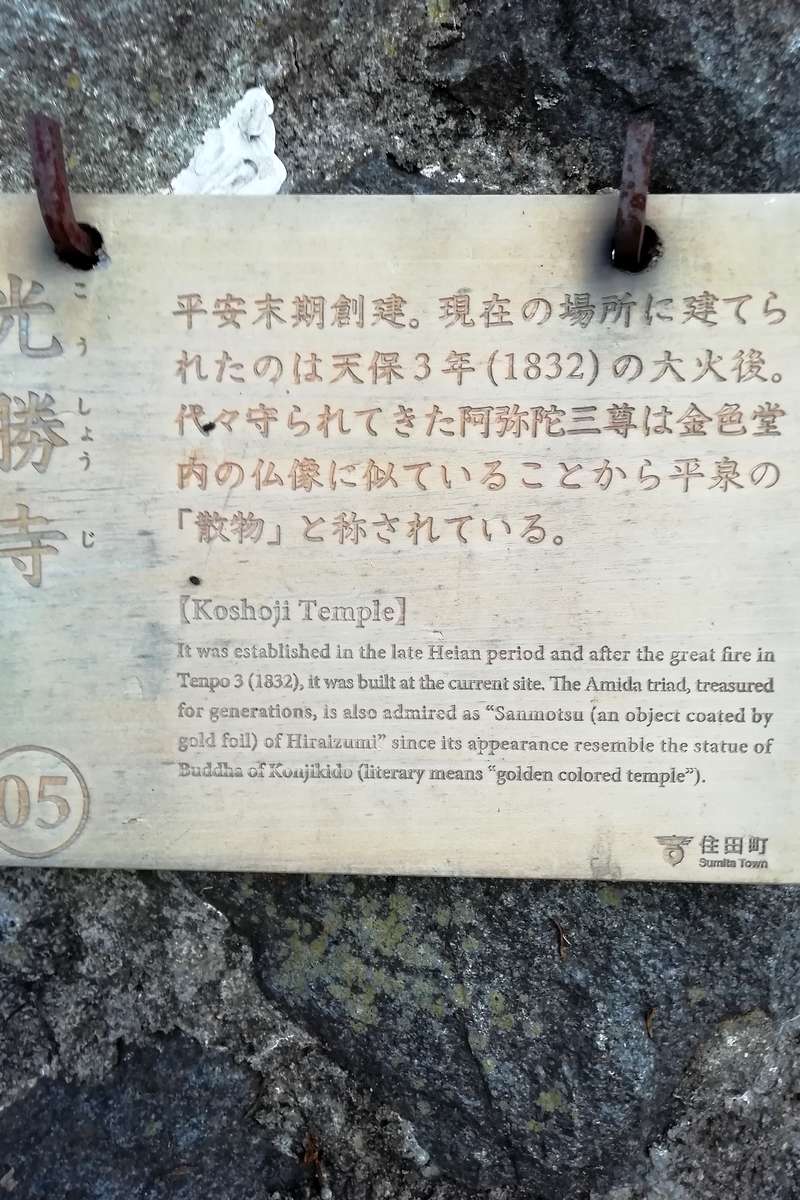 光勝寺
こうしょうじ
平安末期創建。現在の場所に建てら
れたのは天保3年(1832)の大火後。
代々守られてきた阿弥陀三尊は金色堂
内の仏像に似ていることから平泉の
「散物」と称されている。
【Koshoji Temple】
It was established in the late Heian period and after the great fire in
Tenpo 3 (1832), it was built at the current site. The Amida triad, treasured
for generations, is also admired as “Sanmotsu (an object coated by
gold foil) of Hiraizumi” since its appearance resemble the statue of
Buddha of Konjikido (literary means “golden colored temple”).
05
住田町
Sumita Town